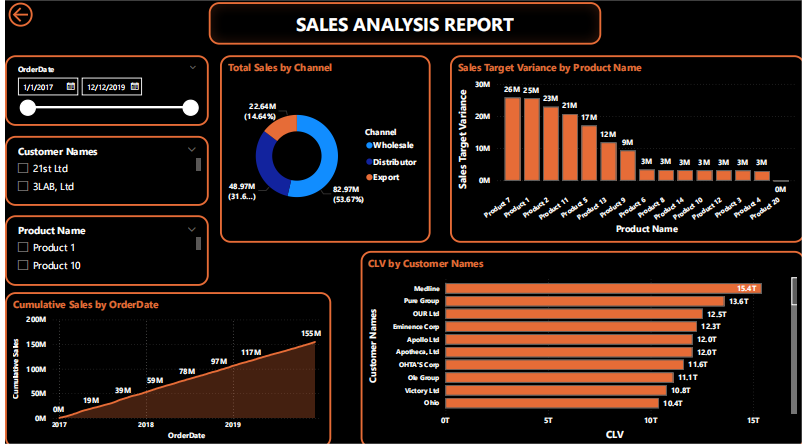 SALES ANALYSIS REPORT
OrderDate
1/1/2017
12/12/2019
Customer Names
21st Ltd
3LAB, Ltd
Product Name
Product 1
Product 10
Total Sales by Channel
22.64M
(14.64%)
48.97M
(31.6...)
82.97M
(53.67%)
Channel
Wholesale
Distributor
Export
Sales Target Variance by Product Name
Sales Target Variance
30M
20M
10M
0M
26M
25M
23M
21M
17M
12M
9M
3M
3M
3M
3M
3M
3M
3M
0M
Product 7
Product 1
Product 2
Product 11
Product 5
Product 13
Product 9
Product 6
Product 8
Product 14
Product 10
Product 12
Product 3
Product 4
Product 20
Product Name
Cumulative Sales by OrderDate
Cumulative Sales
200M
150M
100M
50M
0M
0M
19M
39M
59M
78M
97M
117M
155M
2017
2018
2019
OrderDate
CLV by Customer Names
Customer Names
Medline
15.4T
Pure Group
13.6T
OUR Ltd
12.5T
Eminence Corp
12.3T
Apollo Ltd
12.0T
Apotheca, Ltd
12.0T
OHTA'S Corp
11.6T
Ole Group
11.1T
Victory Ltd
10.8T
Ohio
10.4T
0T
5T
10T
15T
CLV